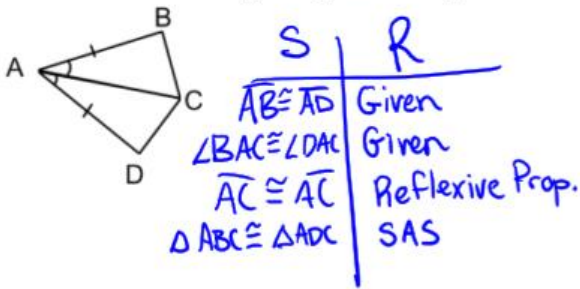 B
A
C
D
S R
AB≅AD Given
∠BAC≅∠DAC Given
AC≅AC Reflexive Prop.
△ABC≅△ADC SAS